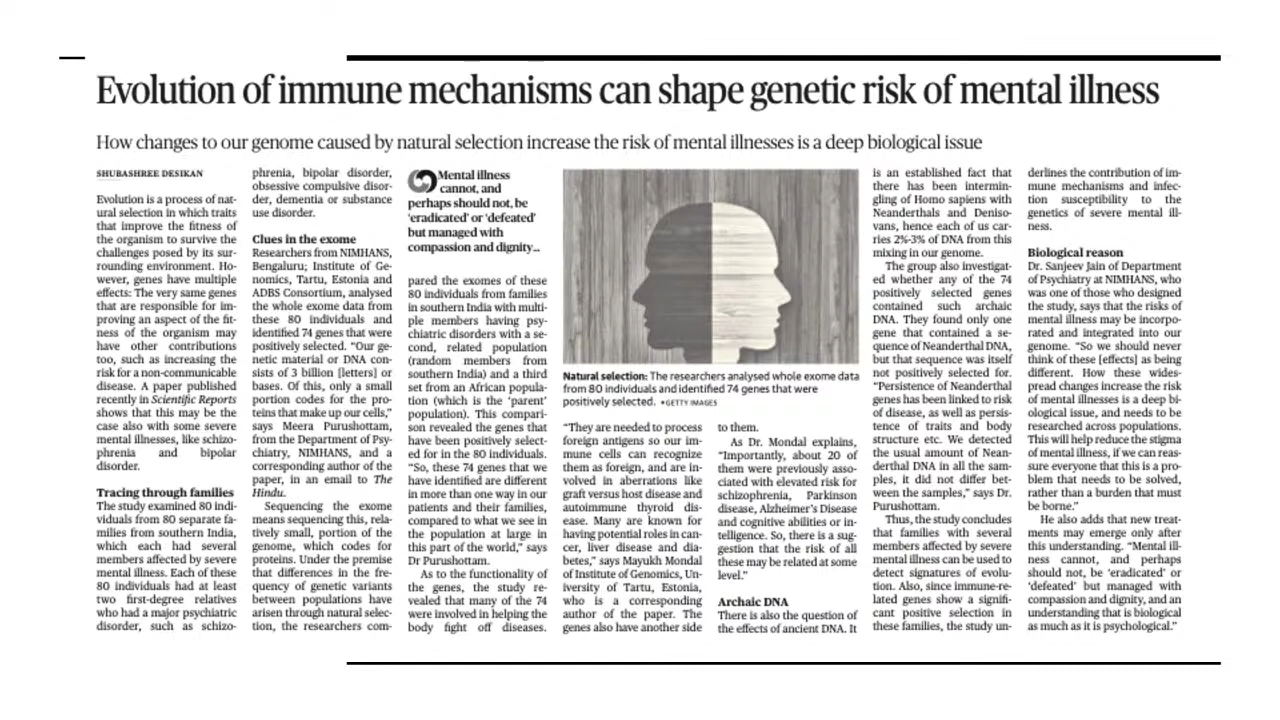 Evolution of immune mechanisms can shape genetic risk of mental illness
How changes to our genome caused by natural selection increase the risk of mental illnesses is a deep biological issue
SHUBASHREE DESIKAN
Evolution is a process of nat-
ural selection in which traits
that improve the fitness of
the organism to survive the
challenges posed by its sur-
rounding environment. Ho-
wever, genes have multiple
effects: The very same genes
that are responsible for im-
proving an aspect of the fit-
ness of the organism may
have other contributions
too, such as increasing the
risk for a non-communicable
disease. A paper published
recently in Scientific Reports
shows that this may be the
case also with some severe
mental illnesses, like schizo-
phrenia and bipolar
disorder.
Tracing through families
The study examined 80 indi-
viduals from 80 separate fa-
milies from southern India,
which each had several
members affected by severe
mental illness. Each of these
80 individuals had at least
two first-degree relatives
who had a major psychiatric
disorder, such as schizo-
phrenia, bipolar disorder,
obsessive compulsive disor-
der, dementia or substance
use disorder.
Clues in the exome
Researchers from NIMHANS,
Bengaluru; Institute of Ge-
nomics, Tartu, Estonia and
ADBS Consortium, analysed
the whole exome data from
these 80 individuals and
identified 74 genes that were
positively selected. “Our ge-
netic material or DNA con-
sists of 3 billion [letters] or
bases. Of this, only a small
portion codes for the pro-
teins that make up our cells,”
says Meera Purushottam,
from the Department of Psy-
chiatry, NIMHANS, and a
corresponding author of the
paper, in an email to The
Hindu.
Sequencing the exome
means sequencing this, rela-
tively small, portion of the
genome, which codes for
proteins. Under the premise
that differences in the fre-
quency of genetic variants
between populations have
arisen through natural selec-
tion, the researchers com-
Mental illness
cannot, and
perhaps should not, be
‘eradicated’ or ‘defeated’
but managed with
compassion and dignity...
pared the exomes of these
80 individuals from families
in southern India with multi-
ple members having psy-
chiatric disorders with a se-
cond, related population
(random members from
southern India) and a third
set from an African popula-
tion (which is the ‘parent’
population). This compari-
son revealed the genes that
have been positively select-
ed for in the 80 individuals.
“So, these 74 genes that we
have identified are different
in more than one way in our
patients and their families,
compared to what we see in
the population at large in
this part of the world,” says
Dr Purushottam.
As to the functionality of
the genes, the study re-
vealed that many of the 74
were involved in helping the
body fight off diseases.
Natural selection: The researchers analysed whole exome data
from 80 individuals and identified 74 genes that were
positively selected. •GETTY IMAGES
“They are needed to process
foreign antigens so our im-
mune cells can recognize
them as foreign, and are in-
volved in aberrations like
graft versus host disease and
autoimmune thyroid dis-
ease. Many are known for
having potential roles in can-
cer, liver disease and dia-
betes,” says Mayukh Mondal
of Institute of Genomics, Un-
iversity of Tartu, Estonia,
who is a corresponding
author of the paper. The
genes also have another side
to them.
As Dr. Mondal explains,
“Importantly, about 20 of
them were previously asso-
ciated with elevated risk for
schizophrenia, Parkinson
disease, Alzheimer’s Disease
and cognitive abilities or in-
telligence. So, there is a sug-
gestion that the risk of all
these may be related at some
level.”
Archaic DNA
There is also the question of
the effects of ancient DNA. It
is an established fact that
there has been intermin-
gling of Homo sapiens with
Neanderthals and Deniso-
vans, hence each of us car-
ries 2%-3% of DNA from this
mixing in our genome.
The group also investigat-
ed whether any of the 74
positively selected genes
contained such archaic
DNA. They found only one
gene that contained a se-
quence of Neanderthal DNA,
but that sequence was itself
not positively selected for.
“Persistence of Neanderthal
genes has been linked to risk
of disease, as well as persis-
tence of traits and body
structure etc. We detected
the usual amount of Nean-
derthal DNA in all the sam-
ples, it did not differ bet-
ween the samples,” says Dr.
Purushottam.
Thus, the study concludes
that families with several
members affected by severe
mental illness can be used to
detect signatures of evolu-
tion. Also, since immune-re-
lated genes show a signifi-
cant positive selection in
these families, the study un-
derlines the contribution of im-
mune mechanisms and infec-
tion susceptibility to the
genetics of severe mental ill-
ness.
Biological reason
Dr. Sanjeev Jain of Department
of Psychiatry at NIMHANS, who
was one of those who designed
the study, says that the risks of
mental illness may be incorpo-
rated and integrated into our
genome. “So we should never
think of these [effects] as being
different. How these wides-
pread changes increase the risk
of mental illnesses is a deep bi-
ological issue, and needs to be
researched across populations.
This will help reduce the stigma
of mental illness, if we can reas-
sure everyone that this is a pro-
blem that needs to be solved,
rather than a burden that must
be borne.”
He also adds that new treat-
ments may emerge only after
this understanding. “Mental ill-
ness cannot, and perhaps
should not, be ‘eradicated’ or
‘defeated’ but managed with
compassion and dignity, and an
understanding that is biological
as much as it is psychological.”